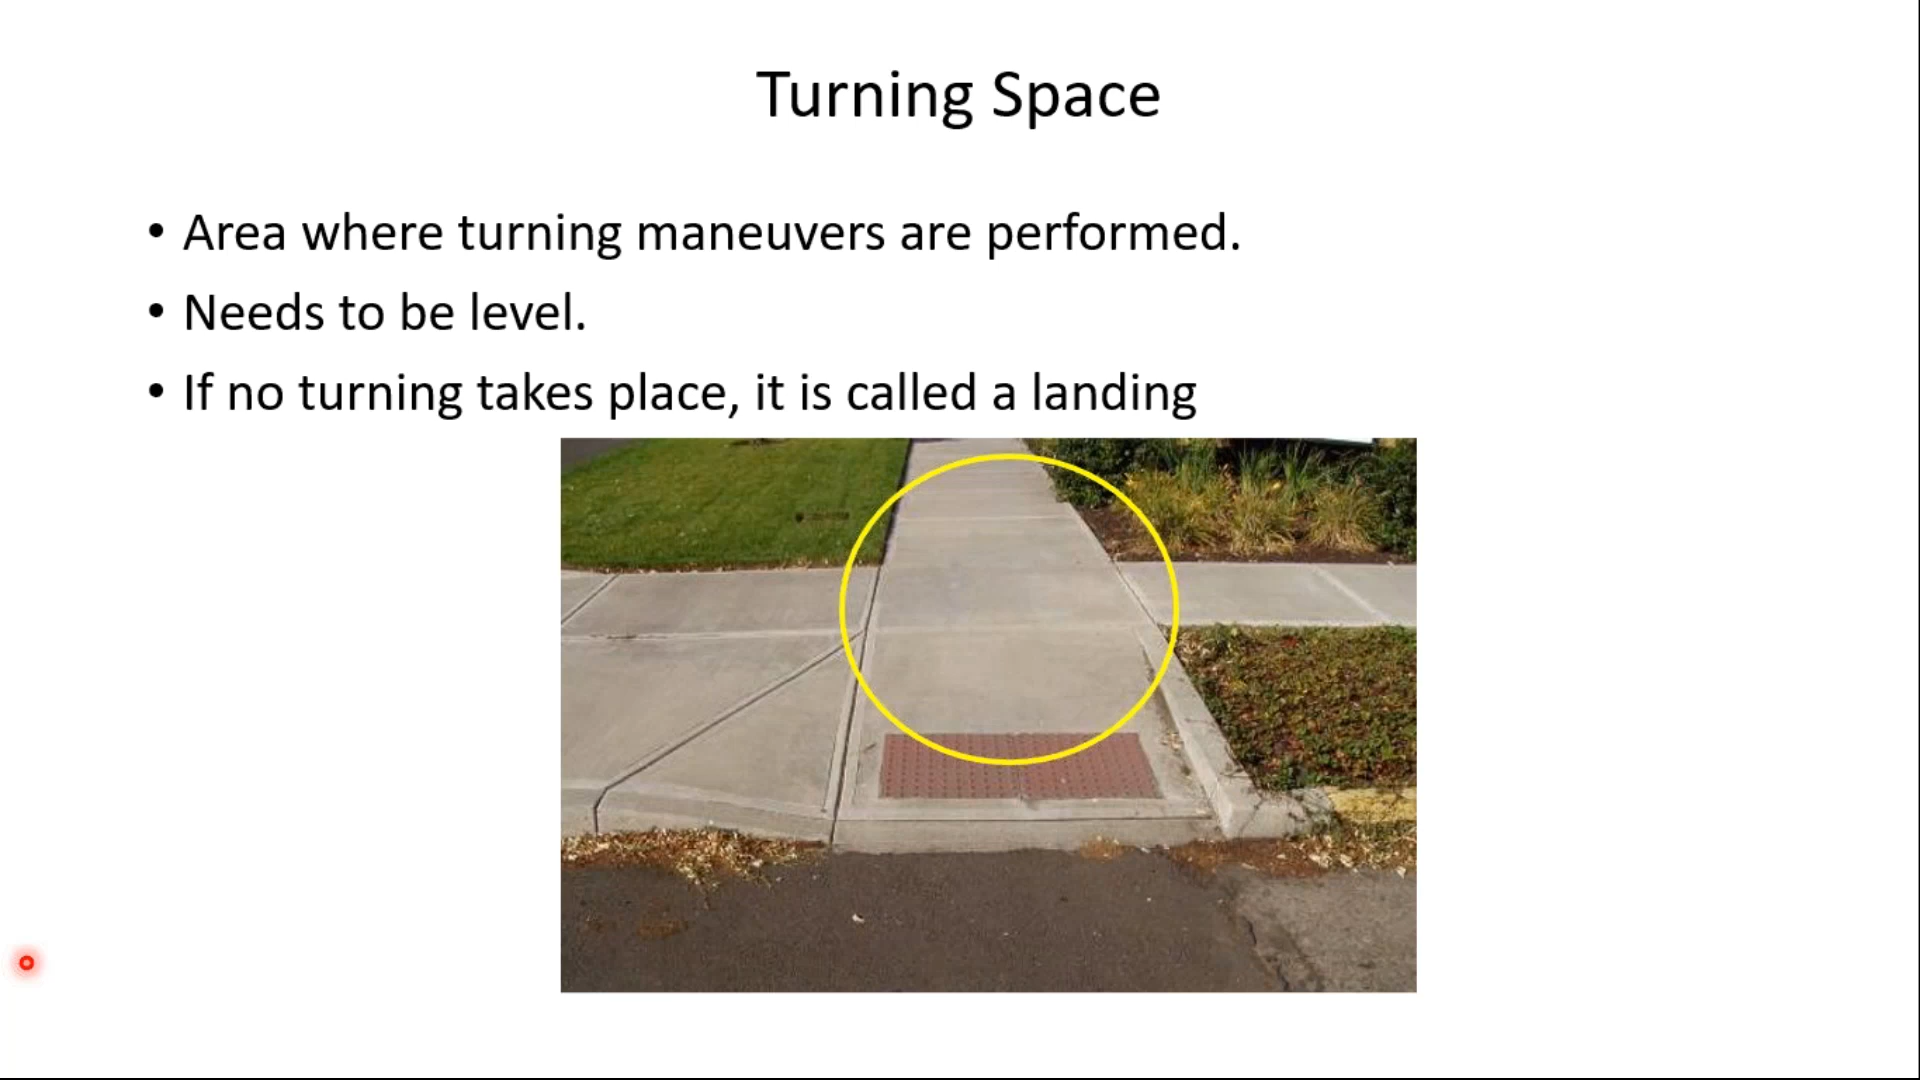 Turning Space
• Area where turning maneuvers are performed.
• Needs to be level.
• If no turning takes place, it is called a landing